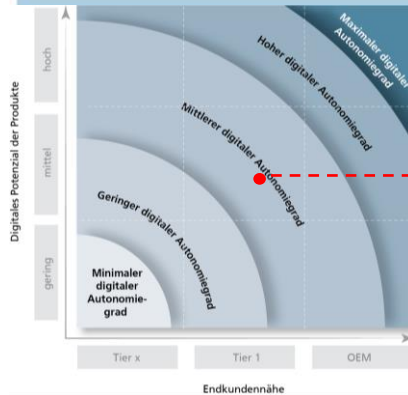 Digitales Potenzial der Produkte
hoch
mittel
gering
Maximaler digitaler
Autonomiegrad
Hoher digitaler Autonomiegrad
Mittlerer digitaler Autonomiegrad
Geringer digitaler Autonomiegrad
Minimaler
digitaler
Autonomie-
grad
Tier x
Tier 1
OEM
Endkundennähe